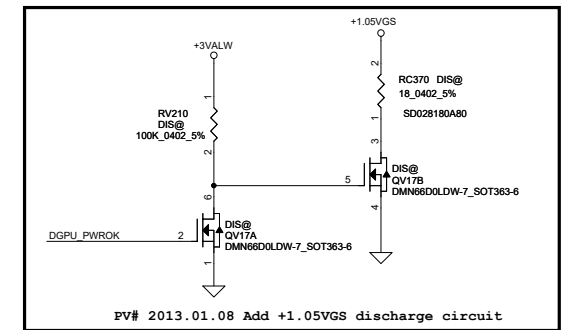 +1.05VGS
+3VALW
2
RC370 DIS@
18_0402_5%
1
SD028180A80
1
RV210
DIS@
100K_0402_5%
2
3
DIS@
QV17B
DMN66D0LDW-7_SOT363-6
5
4
6
DIS@
QV17A
DMN66D0LDW-7_SOT363-6
DGPU_PWROK
2
1
PV# 2013.01.08 Add +1.05VGS discharge circuit